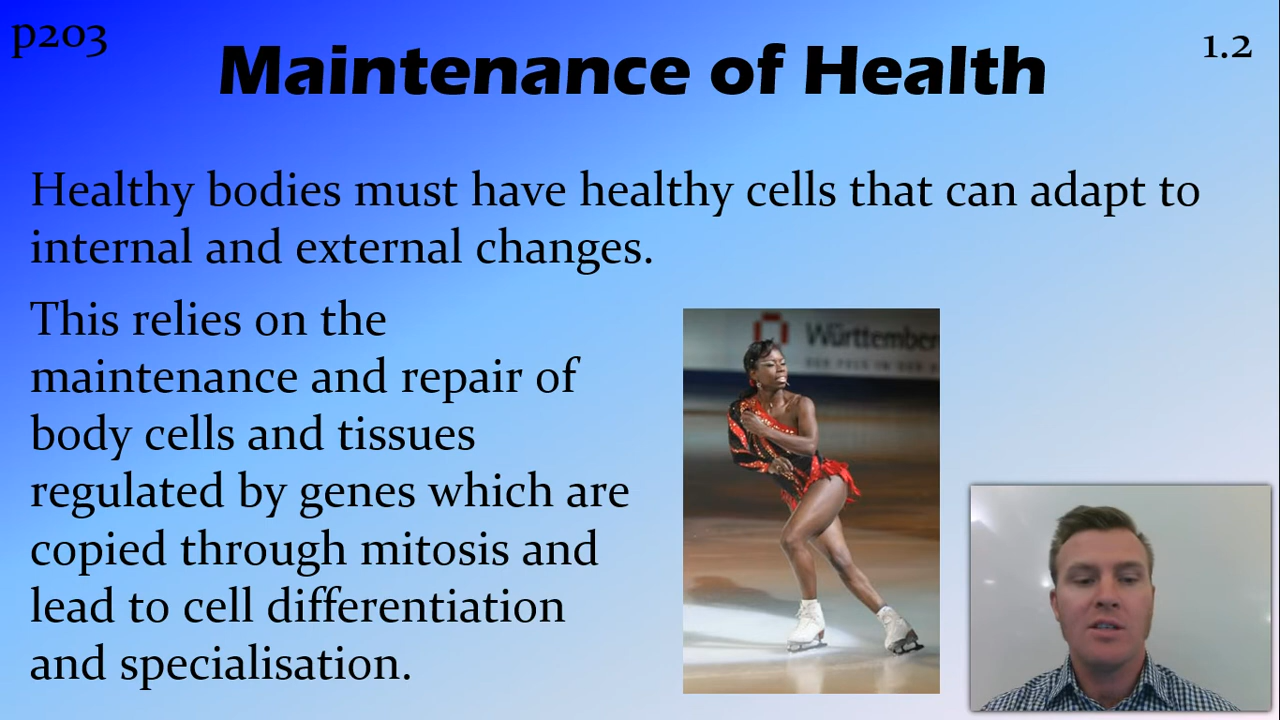 p203
1.2
Maintenance of Health
Healthy bodies must have healthy cells that can adapt to
internal and external changes.
This relies on the
maintenance and repair of
body cells and tissues
regulated by genes which are
copied through mitosis and
lead to cell differentiation
and specialisation.
Württember